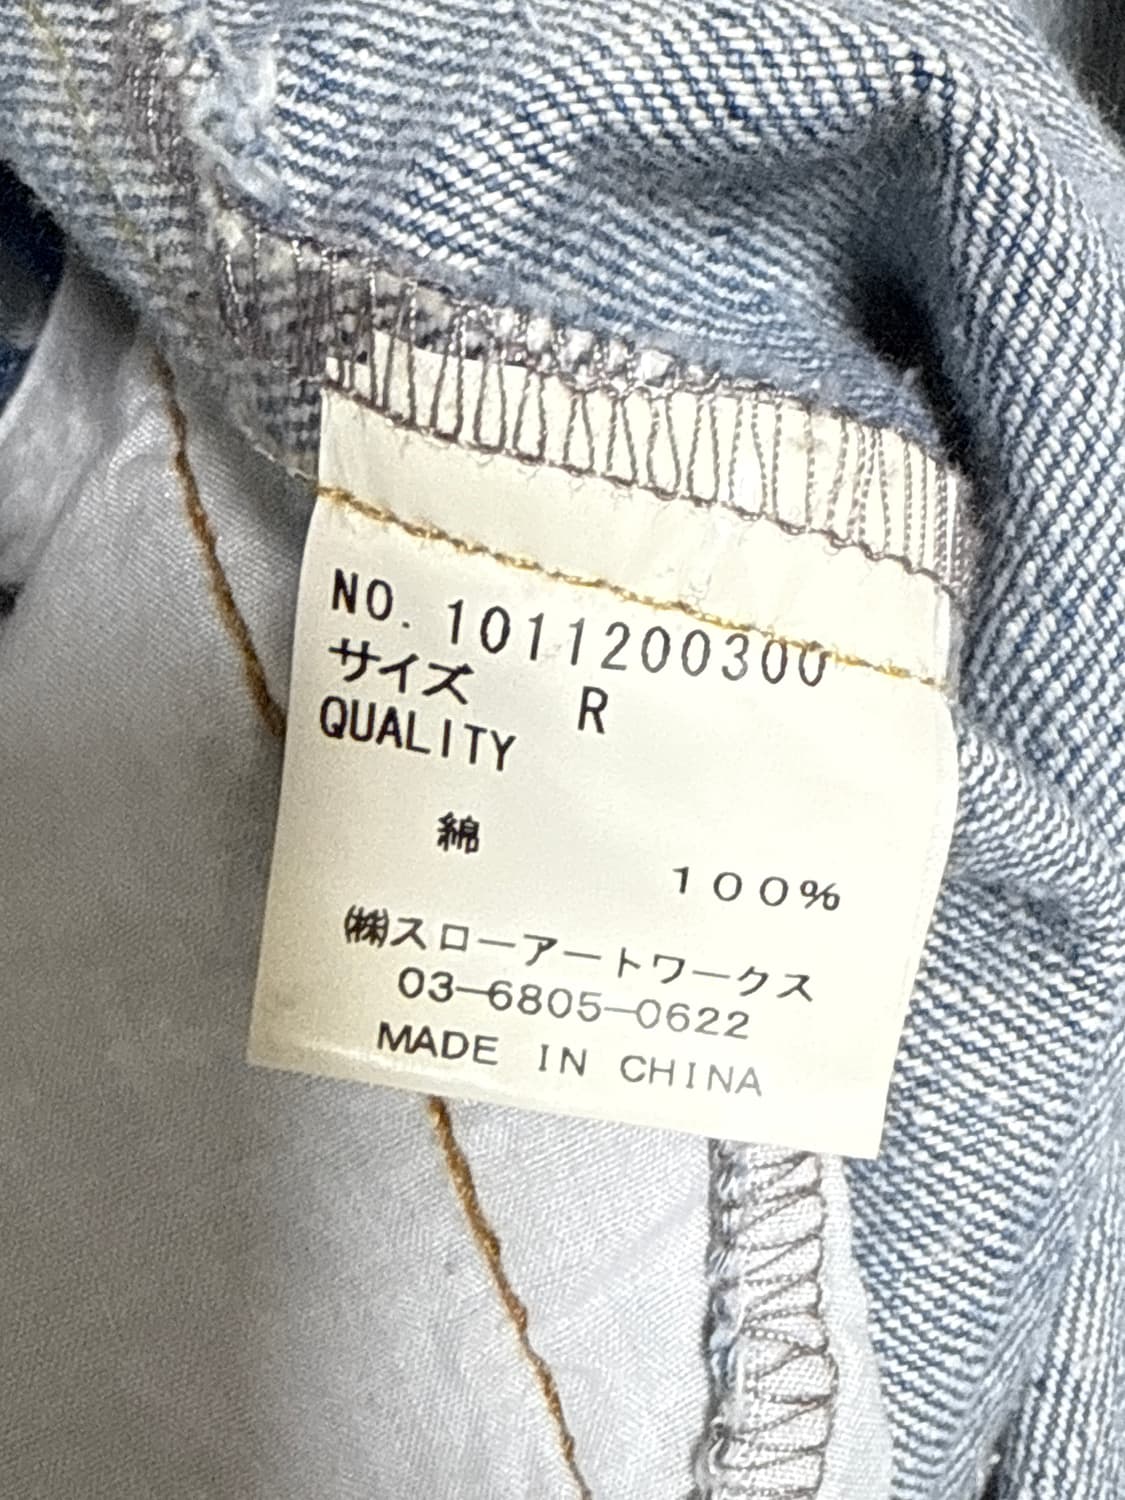 NO. 1011200300
サイズ R
QUALITY
綿 100%
㈱スローアートワークス
03-6805-0622
MADE IN CHINA